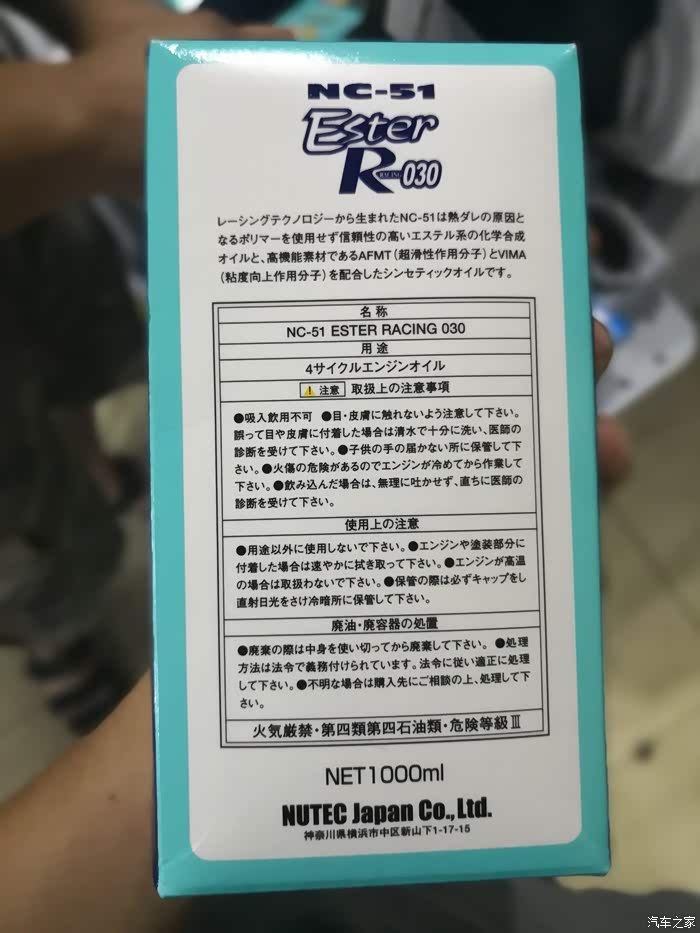 NC-51
Ester
R RACING 030
レーシングテクノロジーから生まれたNC-51は熱ダレの原因と
なるポリマーを使用せず信頼性の高いエステル系の化学合成
オイルと、高機能素材であるAFMT(超滑性作用分子)とVIMA
(粘度向上作用分子)を配合したシンセティックオイルです。
名称
NC-51 ESTER RACING 030
用途
4サイクルエンジンオイル
注意 取扱上の注意事項
●吸入飲用不可 ●目・皮膚に触れないよう注意して下さい。
誤って目や皮膚に付着した場合は清水で十分に洗い、医師の
診断を受けて下さい。●子供の手の届かない所に保管して下
さい。●火傷の危険があるのでエンジンが冷めてから作業して
下さい。●飲み込んだ場合は、無理に吐かせず、直ちに医師の
診断を受けて下さい。
使用上の注意
●用途以外に使用しないで下さい。●エンジンや塗装部分に
付着した場合は速やかに拭き取って下さい。●エンジンが高温
の場合は取扱わないで下さい。●保管の際は必ずキャップをし
直射日光をさけ冷暗所に保管して下さい。
廃油・廃容器の処置
●廃棄の際は中身を使い切ってから廃棄して下さい。●処理
方法は法令で義務付けられています。法令に従い適正に処理
して下さい。●不明な場合は購入先にご相談の上、処理して下
さい。
火気厳禁・第四類第四石油類・危険等級Ⅲ
NET1000ml
NUTEC Japan Co.,Ltd.
神奈川県横浜市中区新山下1-17-15
汽车之家